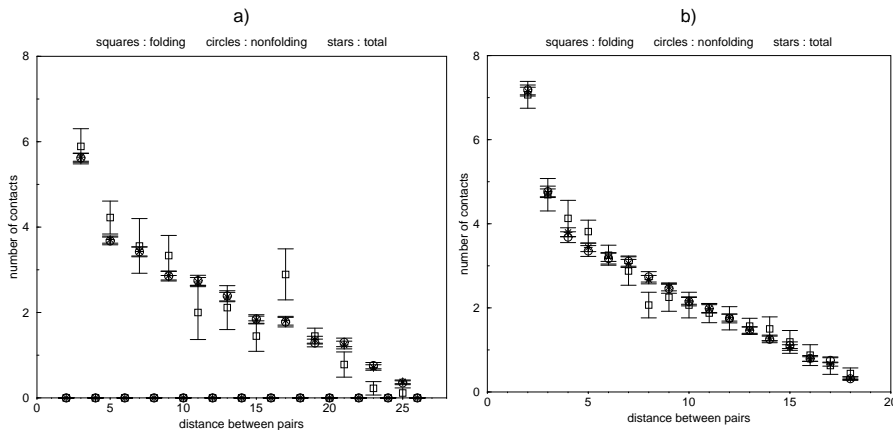 a)
squares : folding circles : nonfolding stars : total
8
6
4
2
0
number of contacts
0 5 10 15 20 25
distance between pairs
b)
squares : folding circles : nonfolding stars : total
8
6
4
2
0
number of contacts
0 5 10 15 20
distance between pairs